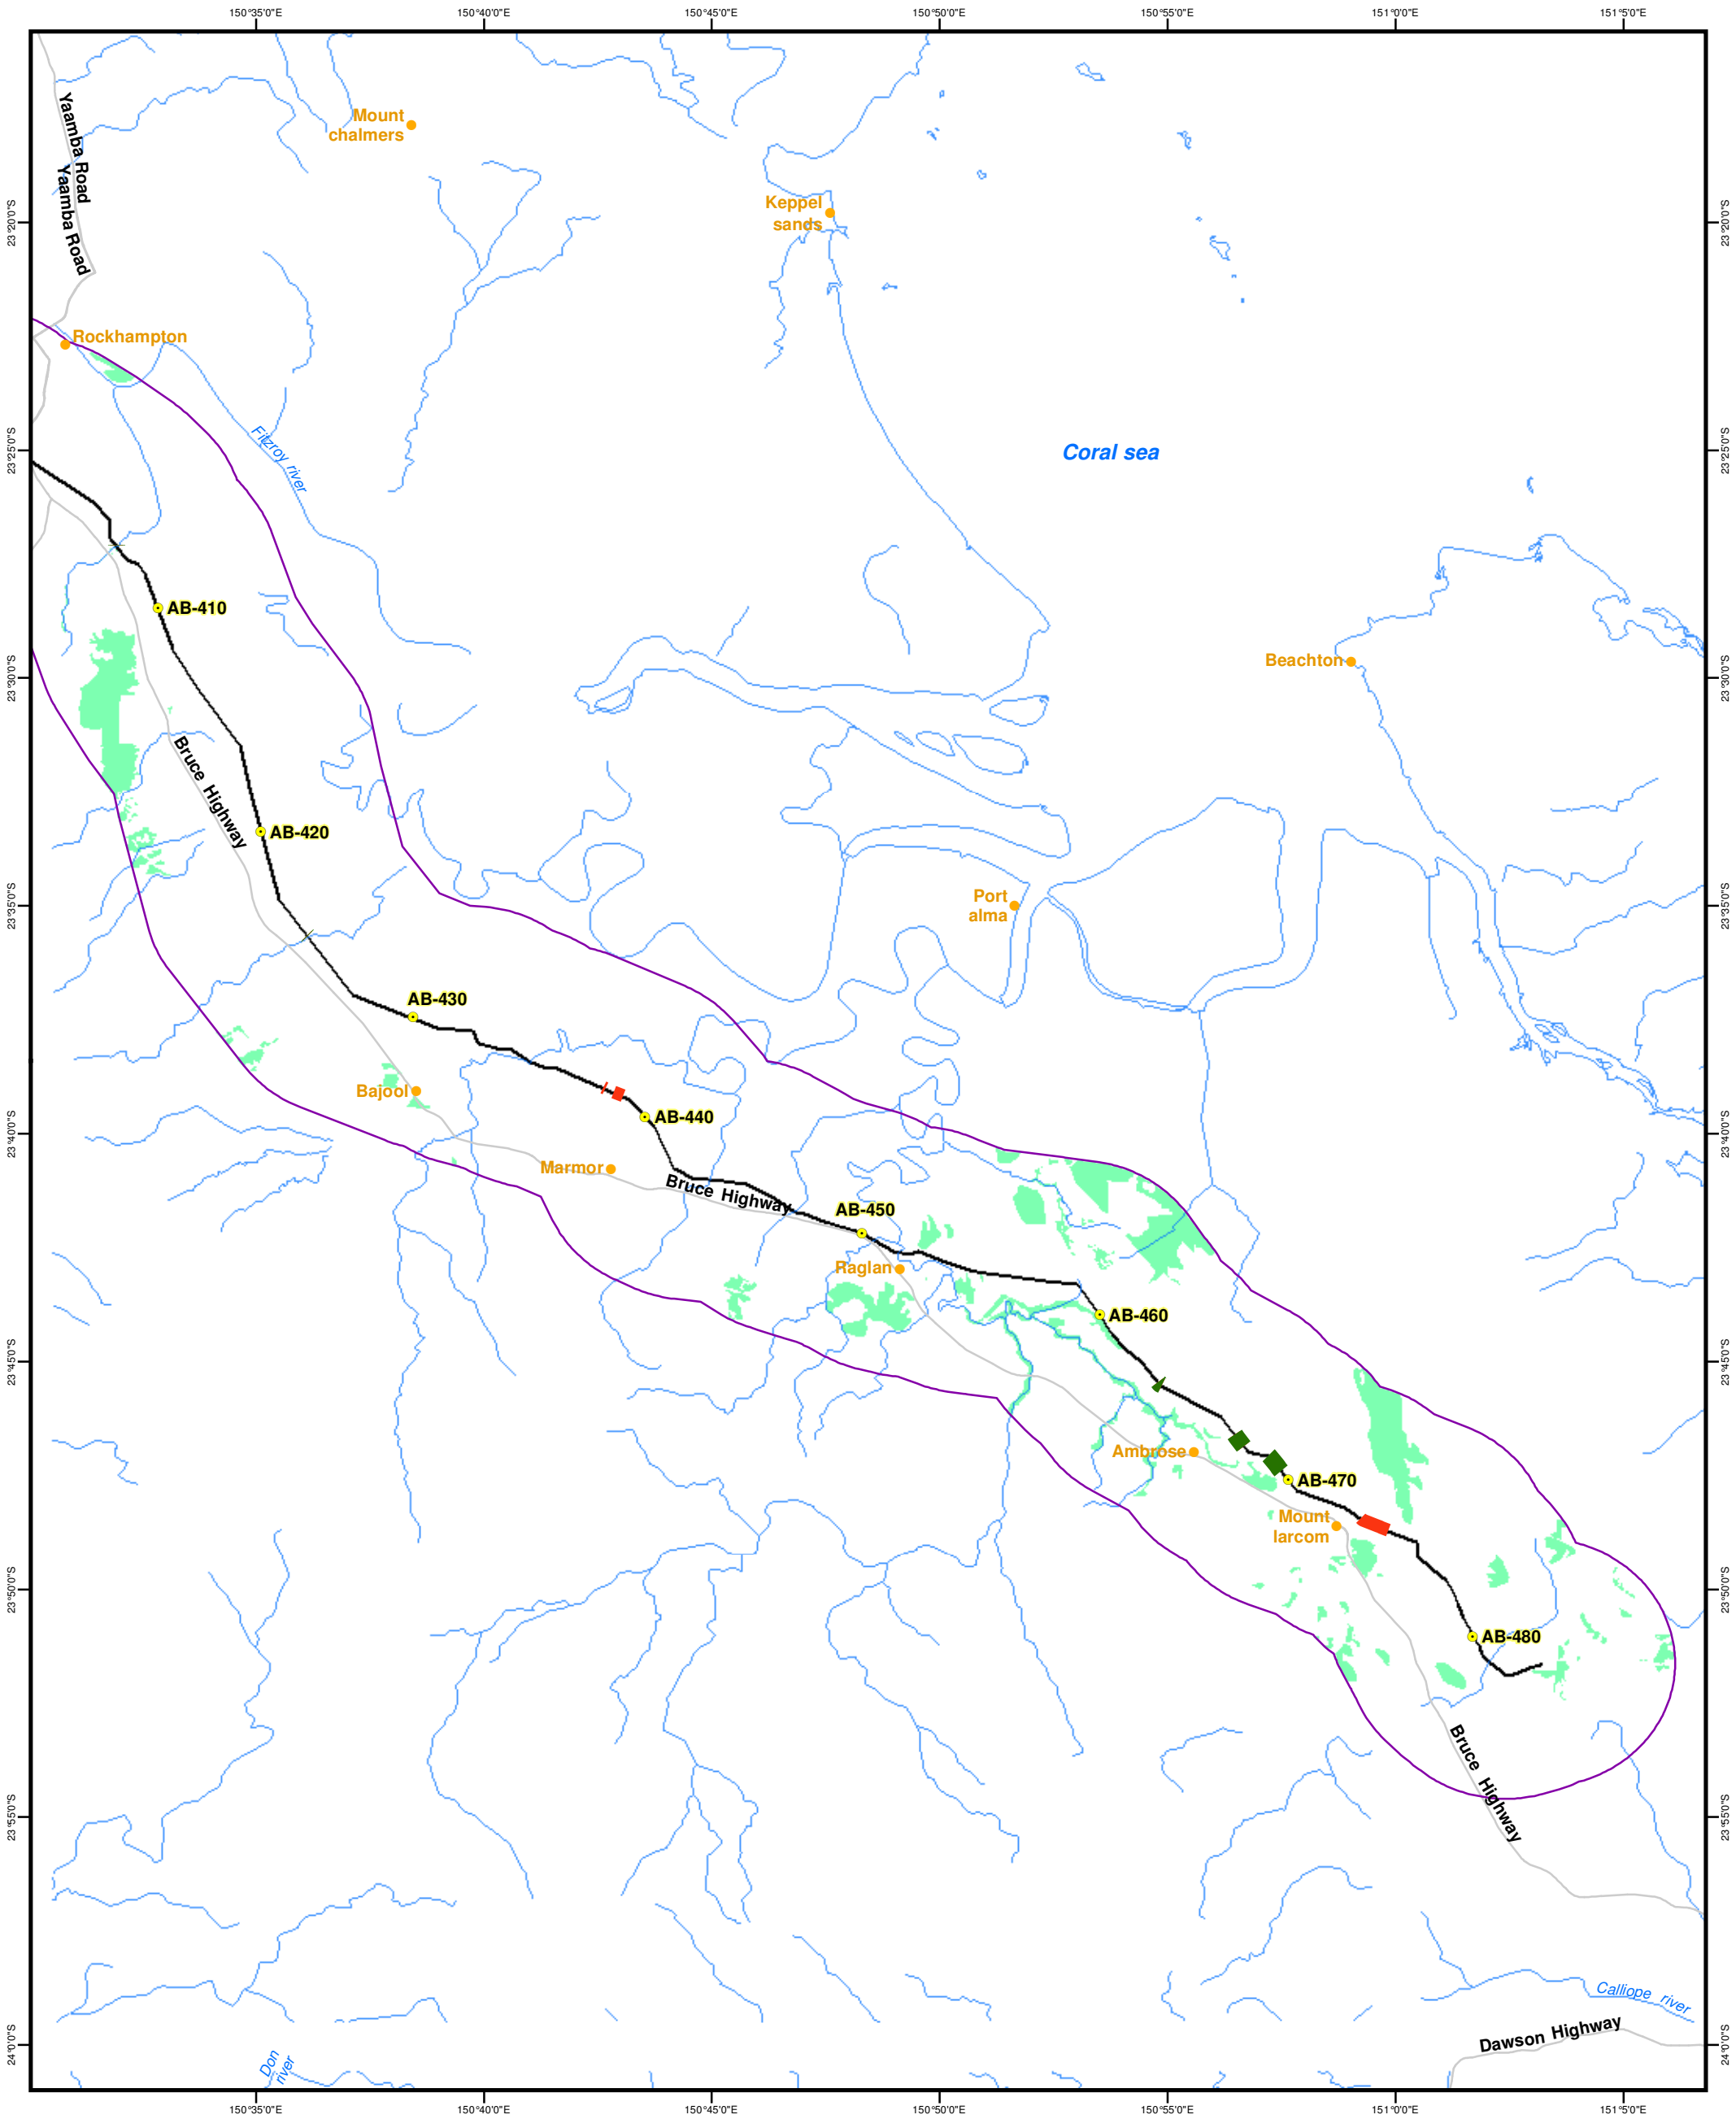 150°35'0"E
150°40'0"E
150°45'0"E
150°50'0"E
150°55'0"E
151°0'0"E
151°5'0"E
Yaamba Road
Yaamba Road
Mount
chalmers
Keppel
sands
23°20'0"S
23°20'0"S
Rockhampton
Fitzroy river
Coral sea
23°25'0"S
23°25'0"S
AB-410
Beachton
23°30'0"S
23°30'0"S
Bruce Highway
AB-420
Port
alma
23°35'0"S
23°35'0"S
AB-430
Bajool
AB-440
23°40'0"S
23°40'0"S
Marmor
Bruce Highway
AB-450
Raglan
AB-460
23°45'0"S
23°45'0"S
Ambrose
AB-470
Mount
larcom
23°50'0"S
23°50'0"S
AB-480
Bruce Highway
23°55'0"S
23°55'0"S
Calliope river
Dawson Highway
24°0'0"S
24°0'0"S
Don
river
150°35'0"E
150°40'0"E
150°45'0"E
150°50'0"E
150°55'0"E
151°0'0"E
151°5'0"E